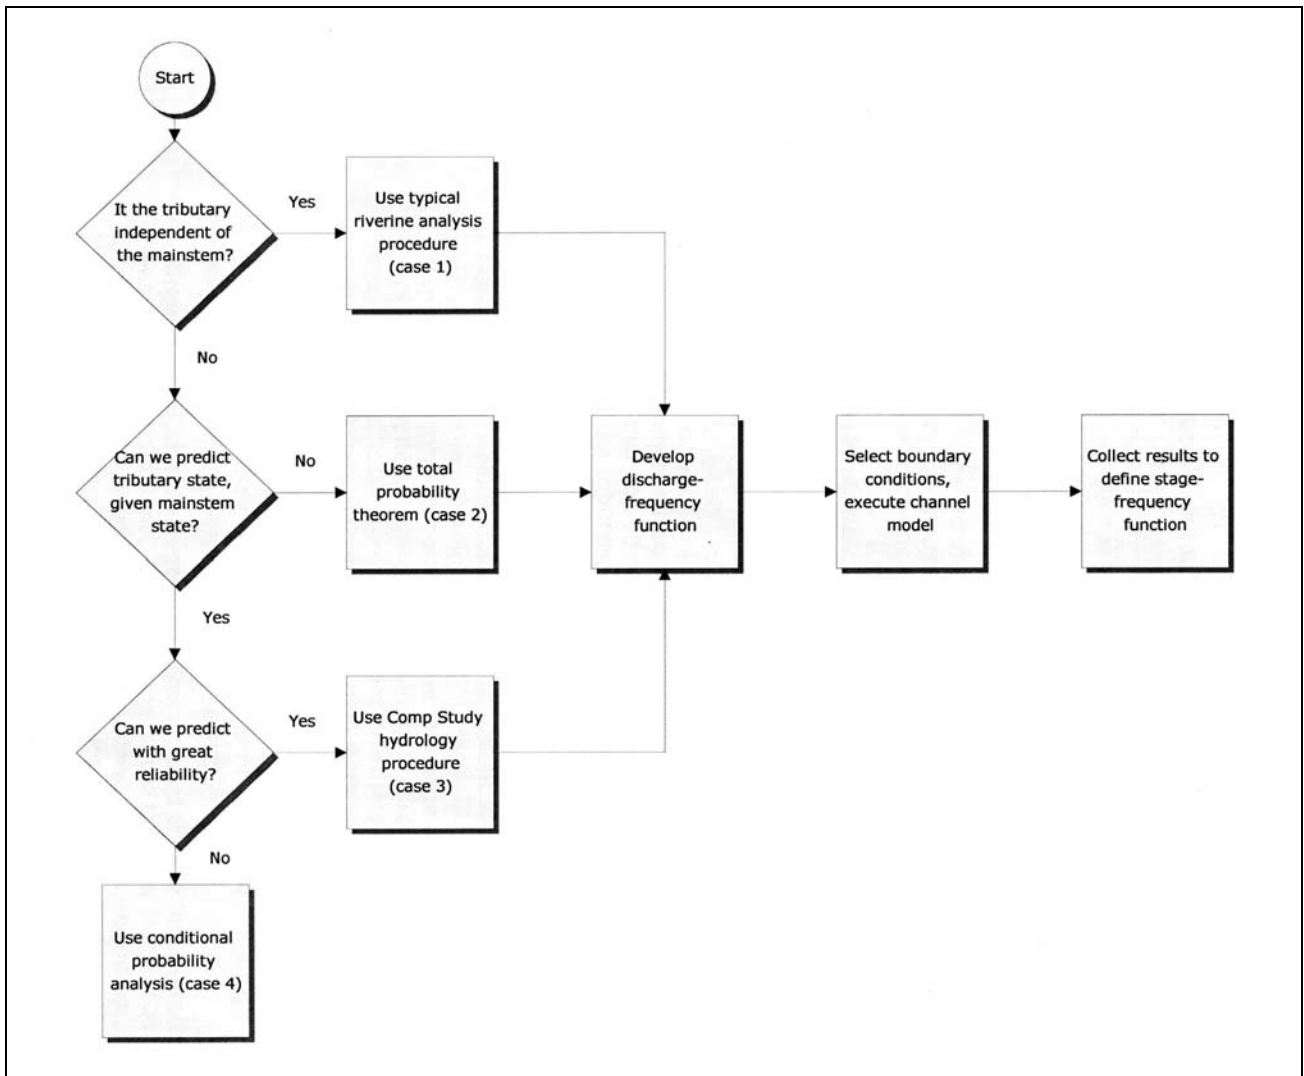 Start
It the tributary
independent of
the mainstem?
Yes
Use typical
riverine analysis
procedure
(case 1)
No
Can we predict
tributary state,
given mainstem
state?
No
Use total
probability
theorem (case 2)
Develop
discharge-
frequency
function
Select boundary
conditions,
execute channel
model
Collect results to
define stage-
frequency
function
Yes
Can we predict
with great
reliability?
Yes
Use Comp Study
hydrology
procedure
(case 3)
No
Use conditional
probability
analysis (case 4)